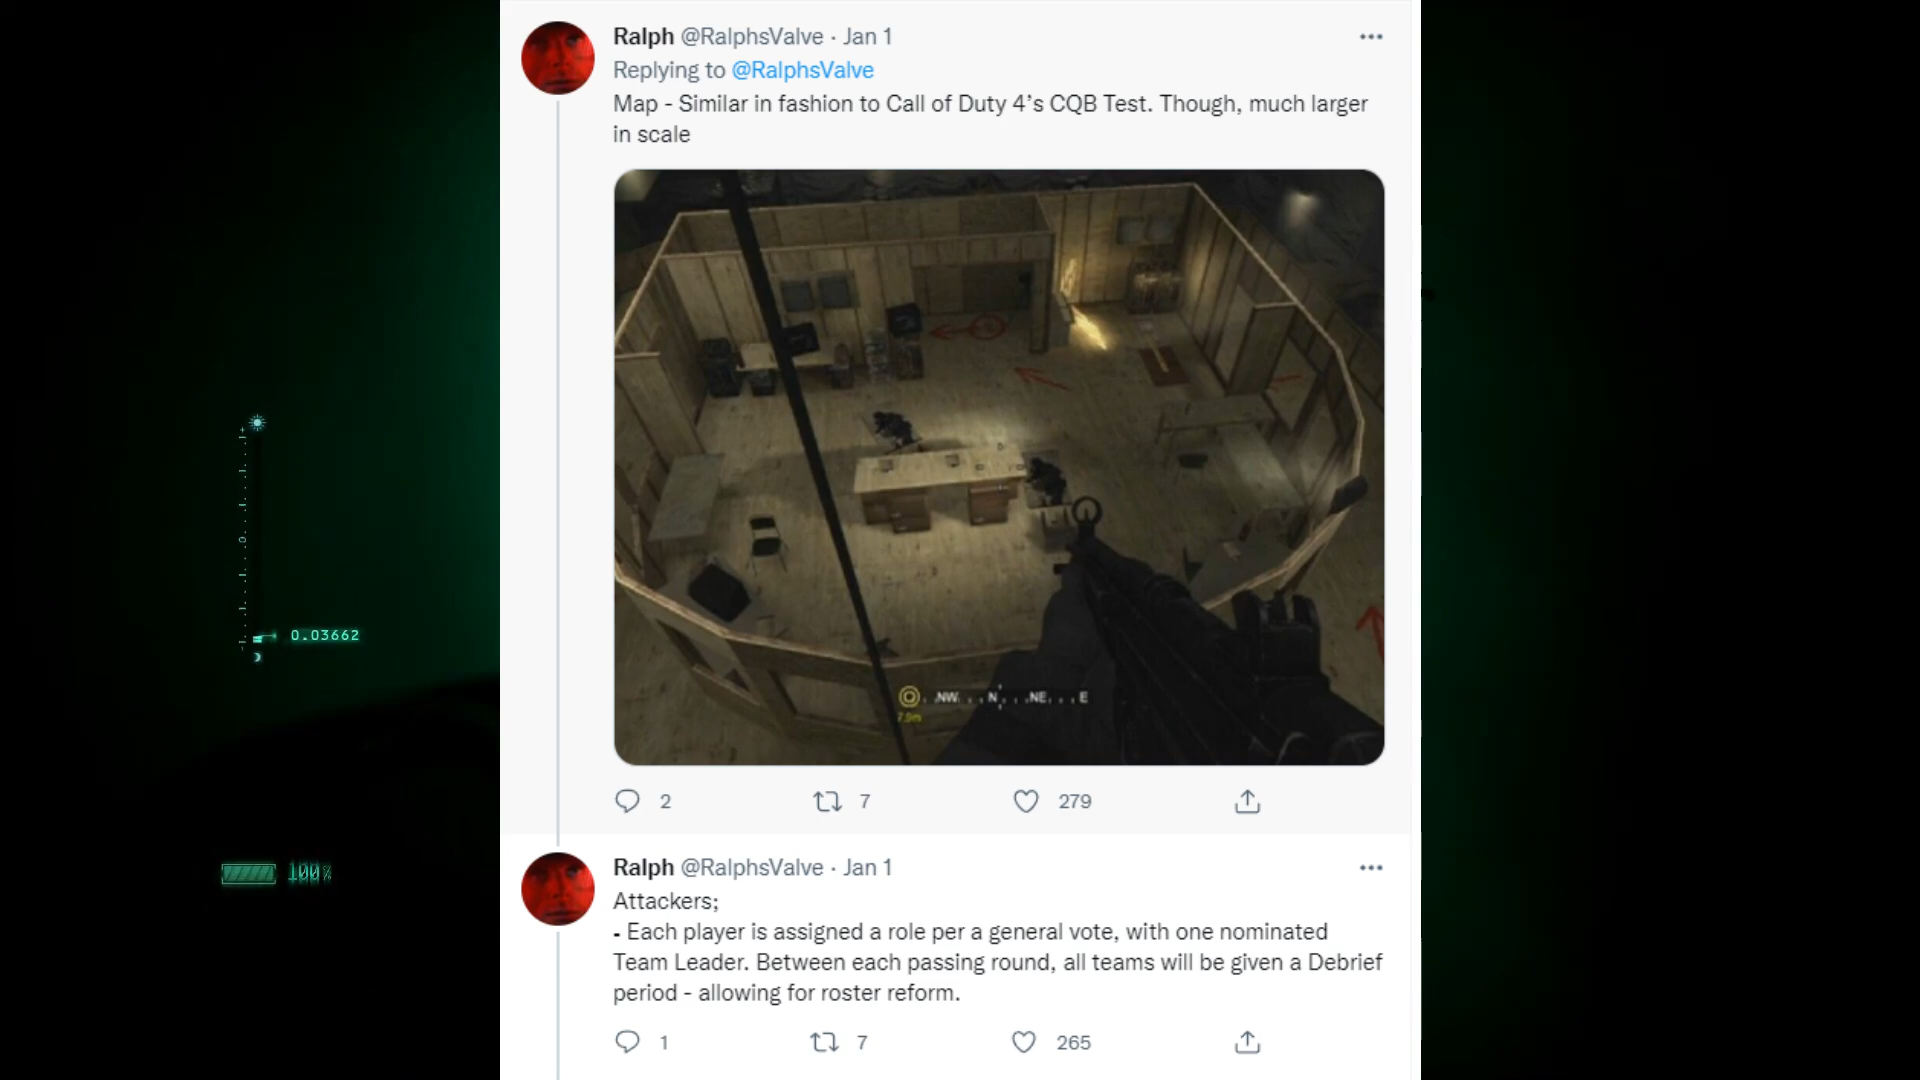 Ralph @RalphsValve · Jan 1
Replying to @RalphsValve
Map - Similar in fashion to Call of Duty 4’s CQB Test. Though, much larger
in scale
NW N NE E
7.9m
2 7 279
0.03662
100%
Ralph @RalphsValve · Jan 1
Attackers;
- Each player is assigned a role per a general vote, with one nominated
Team Leader. Between each passing round, all teams will be given a Debrief
period - allowing for roster reform.
1 7 265